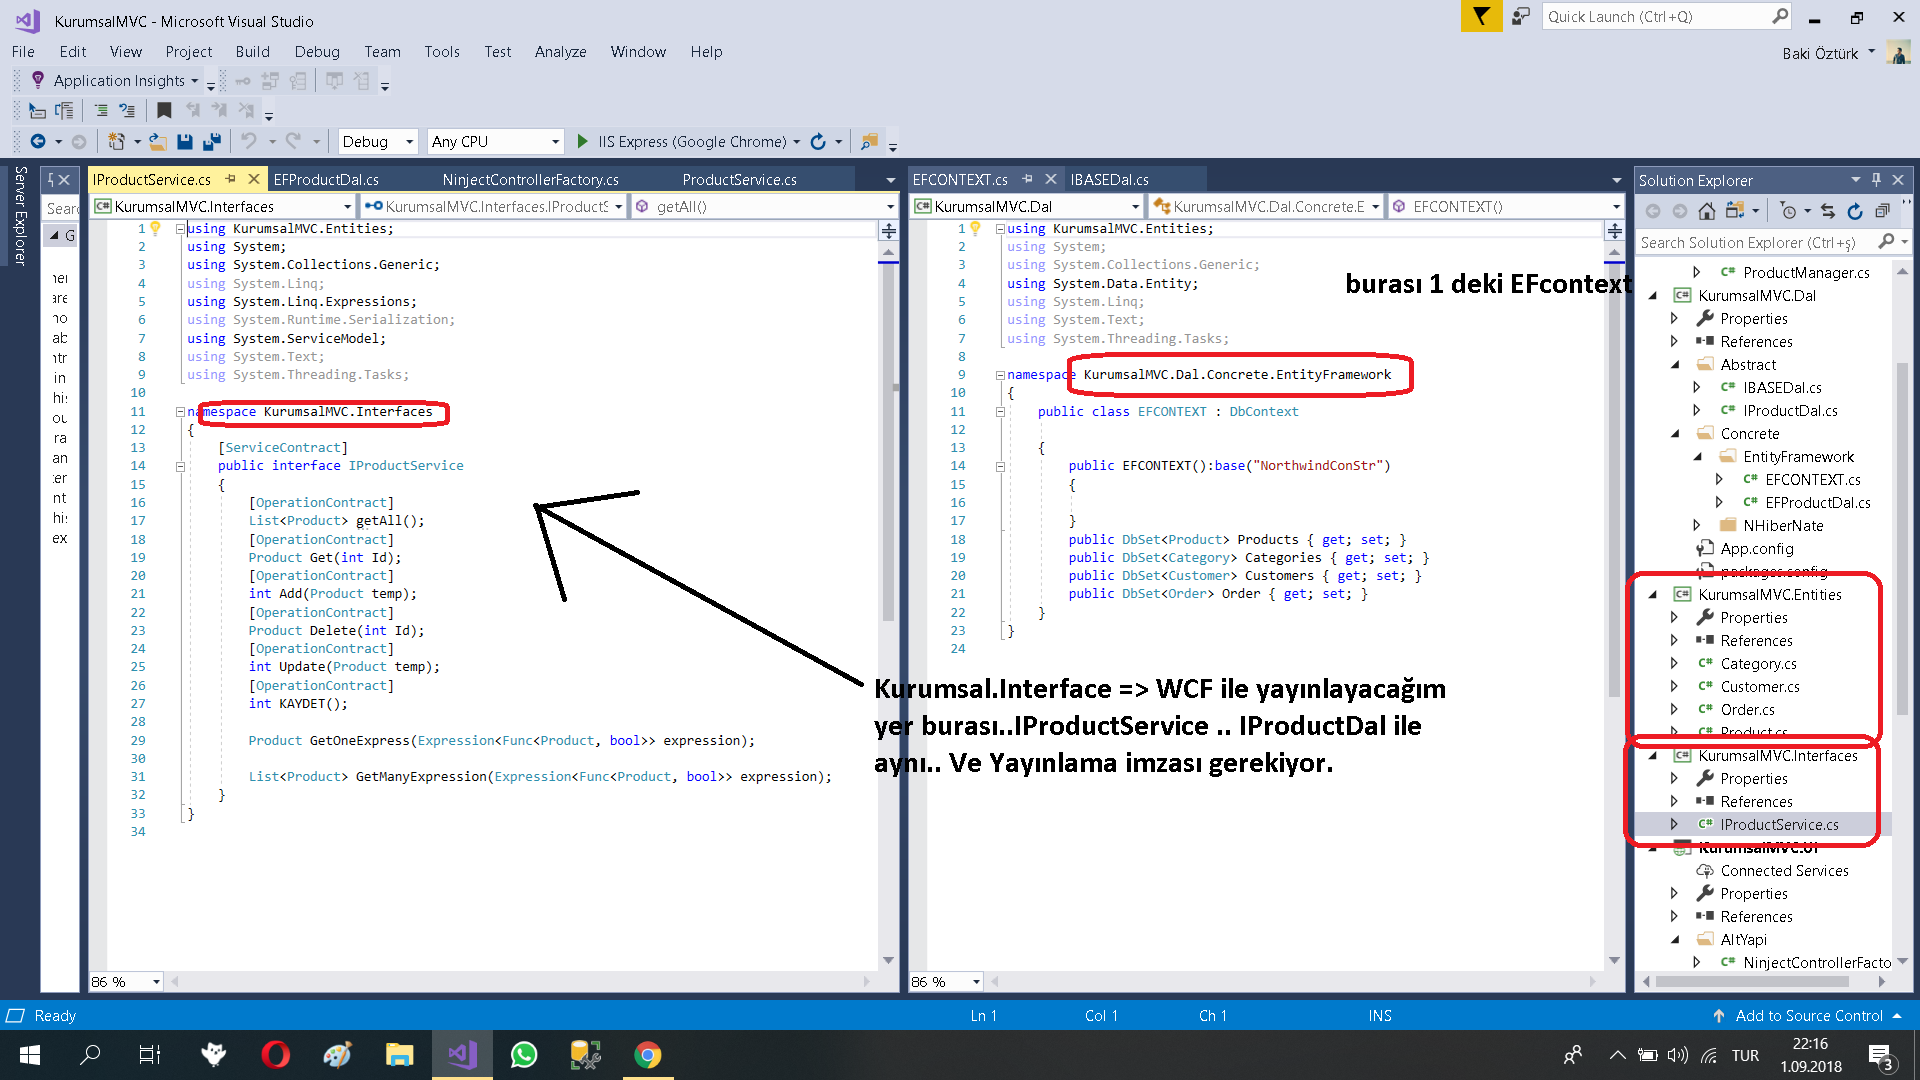 KurumsalMVC - Microsoft Visual Studio
Quick Launch (Ctrl+Q)
File Edit View Project Build Debug Team Tools Test Analyze Window Help
Baki Öztürk
Application Insights
Debug Any CPU IIS Express (Google Chrome)
Server Explorer
Sear
G
ner
are
no
ab
ntr
in
his
ou
ra
an
ter
nt
his
ex
IProductService.cs EFProductDal.cs NinjectControllerFactory.cs ProductService.cs
KurumsalMVC.Interfaces KurumsalMVC.Interfaces.IProductS getAll()
1 using KurumsalMVC.Entities;
2 using System;
3 using System.Collections.Generic;
4 using System.Linq;
5 using System.Linq.Expressions;
6 using System.Runtime.Serialization;
7 using System.ServiceModel;
8 using System.Text;
9 using System.Threading.Tasks;
10
11 namespace KurumsalMVC.Interfaces
12 {
13 [ServiceContract]
14 public interface IProductService
15 {
16 [OperationContract]
17 List<Product> getAll();
18 [OperationContract]
19 Product Get(int Id);
20 [OperationContract]
21 int Add(Product temp);
22 [OperationContract]
23 Product Delete(int Id);
24 [OperationContract]
25 int Update(Product temp);
26 [OperationContract]
27 int KAYDET();
28
29 Product GetOneExpress(Expression<Func<Product, bool>> expression);
30
31 List<Product> GetManyExpression(Expression<Func<Product, bool>> expression);
32 }
33 }
34
86 %
EFCONTEXT.cs IBASEDal.cs
KurumsalMVC.Dal KurumsalMVC.Dal.Concrete.E EFCONTEXT()
1 using KurumsalMVC.Entities;
2 using System;
3 using System.Collections.Generic;
4 using System.Data.Entity;
5 using System.Linq;
6 using System.Text;
7 using System.Threading.Tasks;
8
9 namespace KurumsalMVC.Dal.Concrete.EntityFramework
10 {
11 public class EFCONTEXT : DbContext
12
13 {
14 public EFCONTEXT():base("NorthwindConStr")
15 {
16
17 }
18 public DbSet<Product> Products { get; set; }
19 public DbSet<Category> Categories { get; set; }
20 public DbSet<Customer> Customers { get; set; }
21 public DbSet<Order> Order { get; set; }
22 }
23 }
24
86 %
burası 1 deki EFcontext
Kurumsal.Interface => WCF ile yayınlayacağım
yer burası..IProductService .. IProductDal ile
aynı.. Ve Yayınlama imzası gerekiyor.
Solution Explorer
Search Solution Explorer (Ctrl+ş)
ProductManager.cs
KurumsalMVC.Dal
Properties
References
Abstract
IBASEDal.cs
IProductDal.cs
Concrete
EntityFramework
EFCONTEXT.cs
EFProductDal.cs
NHiberNate
App.config
packages.config
KurumsalMVC.Entities
Properties
References
Category.cs
Customer.cs
Order.cs
Product.cs
KurumsalMVC.Interfaces
Properties
References
IProductService.cs
KurumsalMVC.UI
Connected Services
Properties
References
AltYapi
NinjectControllerFacto
Ready Ln 1 Col 1 Ch 1 INS Add to Source Control
TUR
22:16
1.09.2018
3